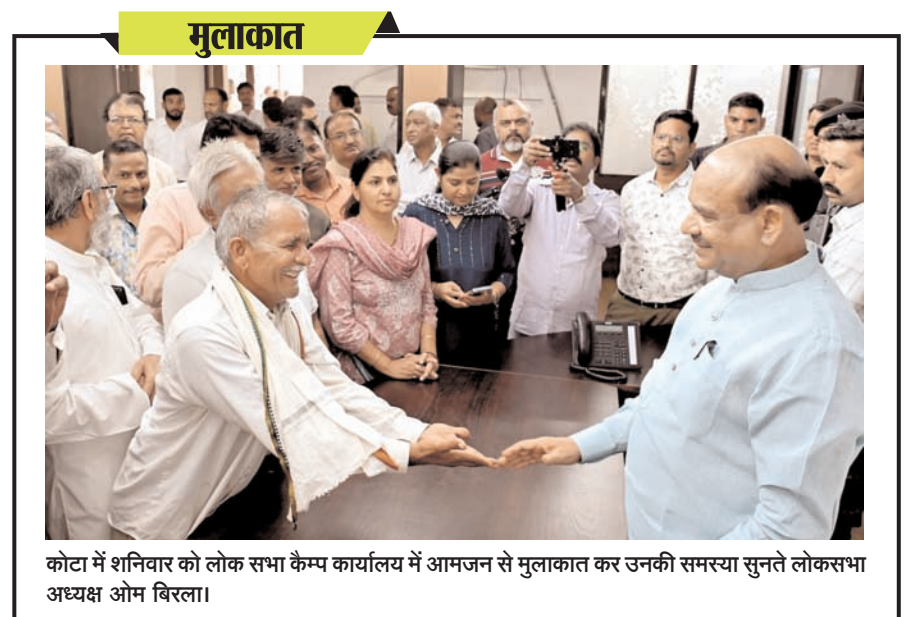 मुलाकात
कोटा में शनिवार को लोक सभा कैम्प कार्यालय में आमजन से मुलाकात कर उनकी समस्या सुनते लोकसभा
अध्यक्ष ओम बिरला।